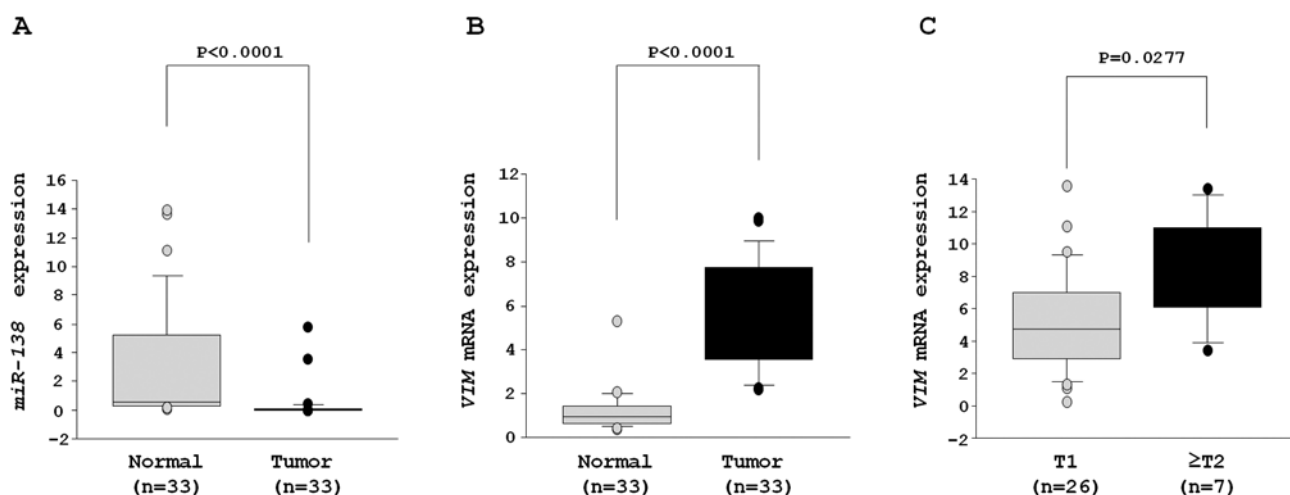 A
P<0.0001
miR-138 expression
16
14
12
10
8
6
4
2
0
−2
Normal
(n=33)
Tumor
(n=33)
B
P<0.0001
VIM mRNA expression
12
10
8
6
4
2
0
Normal
(n=33)
Tumor
(n=33)
C
P=0.0277
VIM mRNA expression
14
12
10
8
6
4
2
0
−2
T1
(n=26)
≥T2
(n=7)